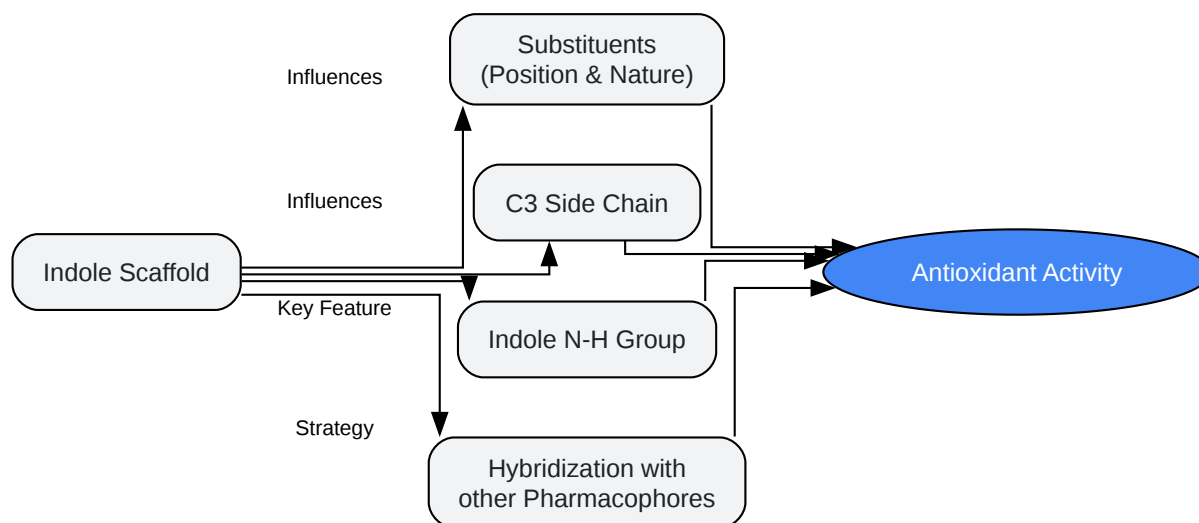 Substituents
(Position & Nature)
Influences
C3 Side Chain
Influences
Indole Scaffold
Antioxidant Activity
Key Feature
Indole N-H Group
Strategy
Hybridization with
other Pharmacophores